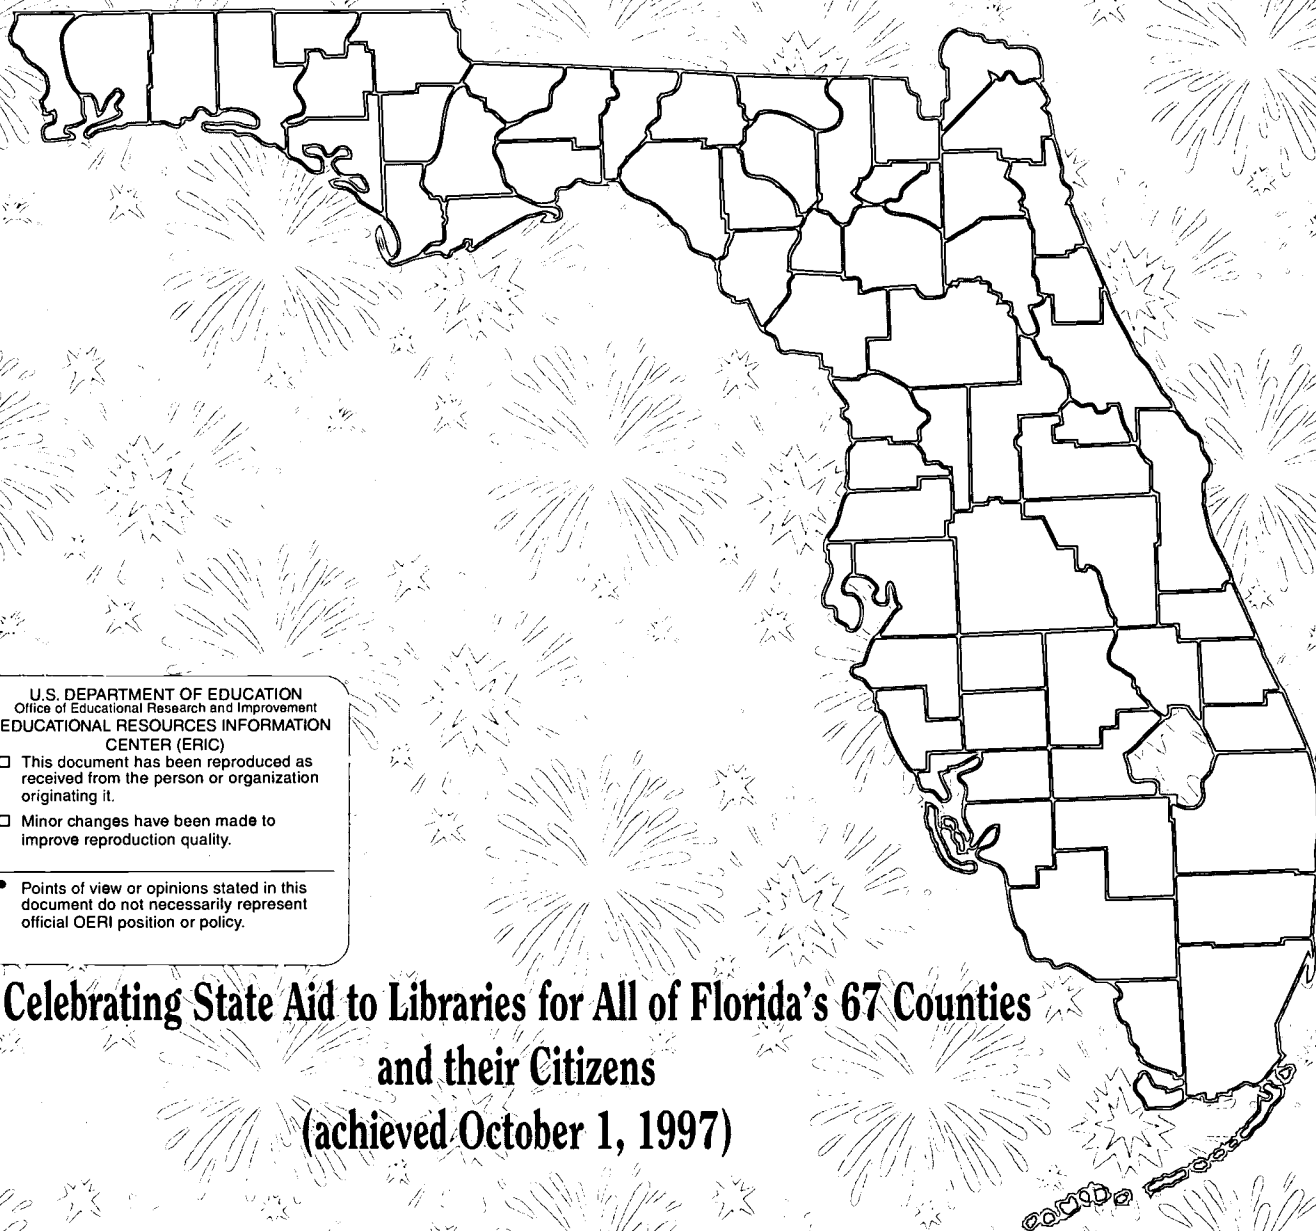 U.S. DEPARTMENT OF EDUCATION
Office of Educational Research and Improvement
EDUCATIONAL RESOURCES INFORMATION
CENTER (ERIC)
□ This document has been reproduced as
received from the person or organization
originating it.
□ Minor changes have been made to
improve reproduction quality.
• Points of view or opinions stated in this
document do not necessarily represent
official OERI position or policy.
Celebrating State Aid to Libraries for All of Florida's 67 Counties
and their Citizens
(achieved October 1, 1997)